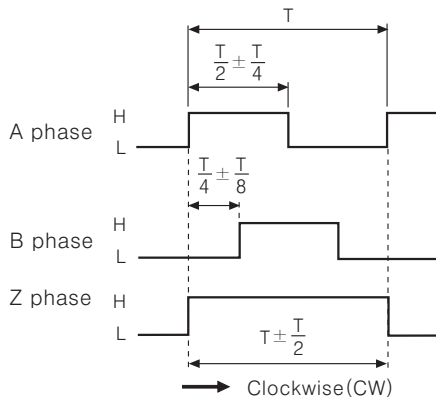 T
T/2 ± T/4
A phase H
L
T/4 ± T/8
B phase H
L
Z phase H
L
T ± T/2
Clockwise(CW)